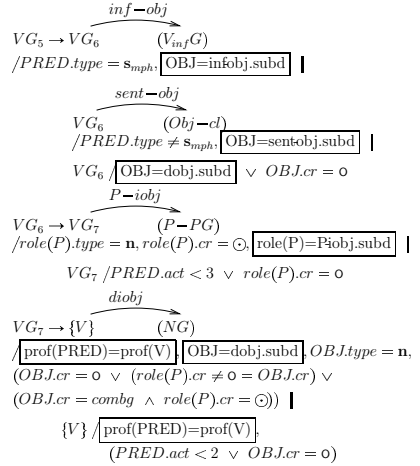 inf−obj
VG₅ → VG₆ (V_inf G)
/PRED.type = s_mph, OBJ=infobj.subd |
sent−obj
VG₆ (Obj−cl)
/PRED.type ≠ s_mph, OBJ=sentobj.subd |
VG₆ / OBJ=dobj.subd ∨ OBJ.cr = o
P−iobj
VG₆ → VG₇ (P−PG)
/role(P).type = n, role(P).cr = ⊙, role(P)=Piobj.subd |
VG₇ /PRED.act < 3 ∨ role(P).cr = o
diobj
VG₇ → {V} (NG)
/ prof(PRED)=prof(V), OBJ=dobj.subd, OBJ.type = n,
(OBJ.cr = o ∨ (role(P).cr ≠ o = OBJ.cr) ∨
(OBJ.cr = combg ∧ role(P).cr = ⊙)) |
{V} / prof(PRED)=prof(V),
(PRED.act < 2 ∨ OBJ.cr = o)